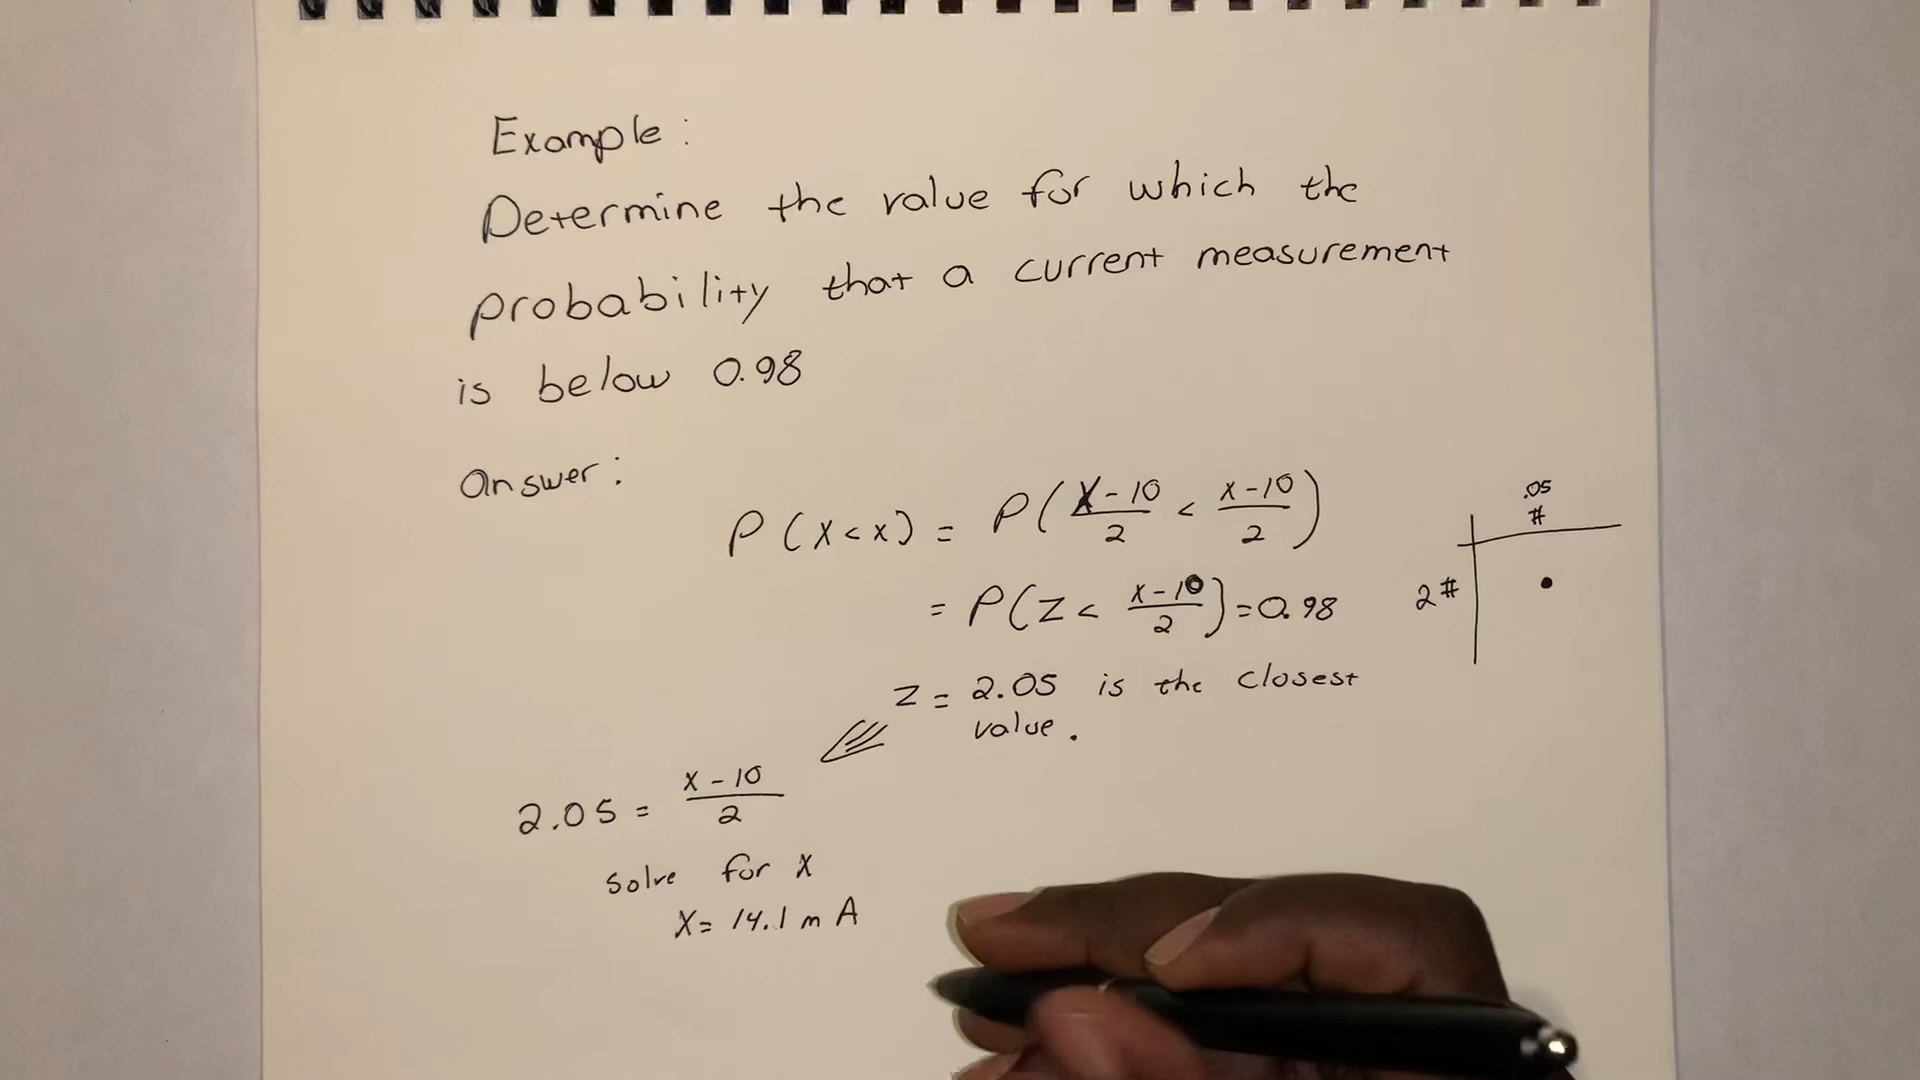 Example:
Determine the value for which the
probability that a current measurement
is below 0.98
Answer:
P(X<x) = P(X-10/2 < x-10/2)
= P(Z< x-10/2)=0.98
.05
#
2#
Z = 2.05 is the closest
value.
2.05 = x-10/2
Solve for x
X= 14.1 mA